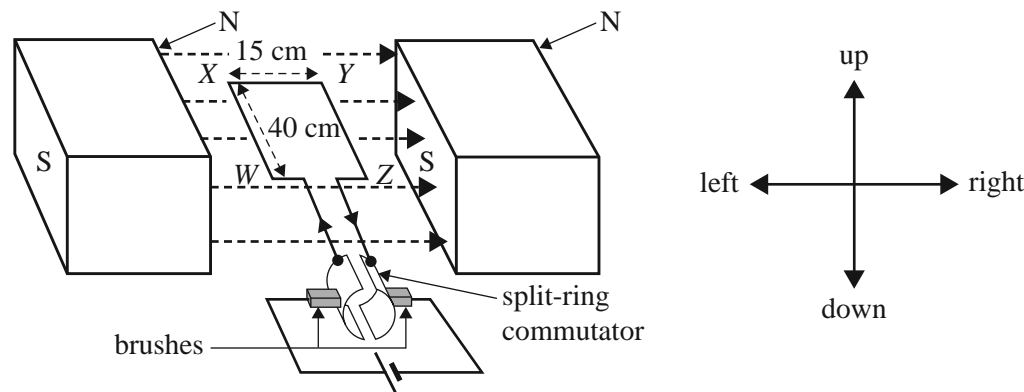 N
N
15 cm
X
Y
up
40 cm
S
S
W
Z
left
right
split-ring
commutator
down
brushes